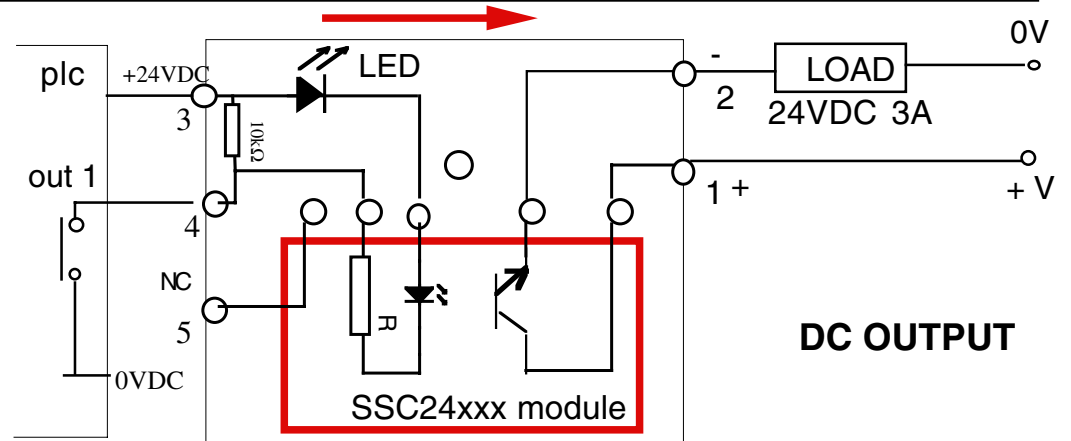 plc
+24VDC
LED
3
10kΩ
out 1
4
NC
5
0VDC
R
SSC24xxx module
-
2
LOAD
0V
24VDC 3A
1 +
+ V
DC OUTPUT